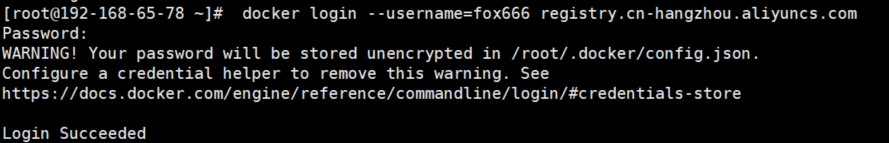 [root@192-168-65-78 ~]#  docker login --username=fox666 registry.cn-hangzhou.aliyuncs.com
Password:
WARNING! Your password will be stored unencrypted in /root/.docker/config.json.
Configure a credential helper to remove this warning. See
https://docs.docker.com/engine/reference/commandline/login/#credentials-store
Login Succeeded